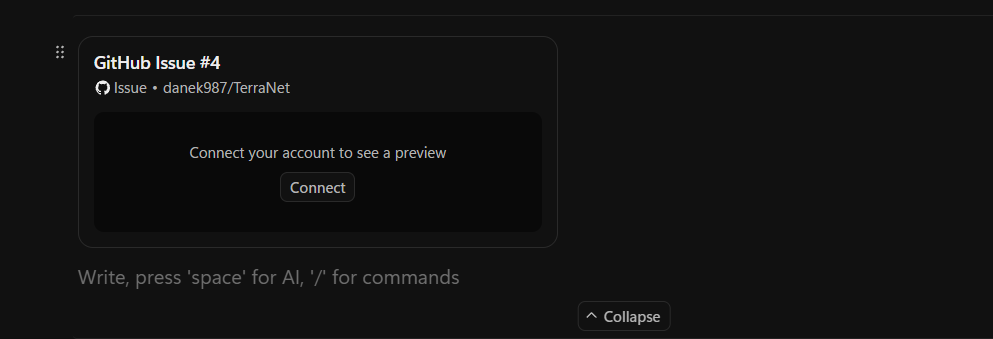 GitHub Issue #4
Issue • danek987/TerraNet
Connect your account to see a preview
Connect
Write, press 'space' for AI, '/' for commands
Collapse